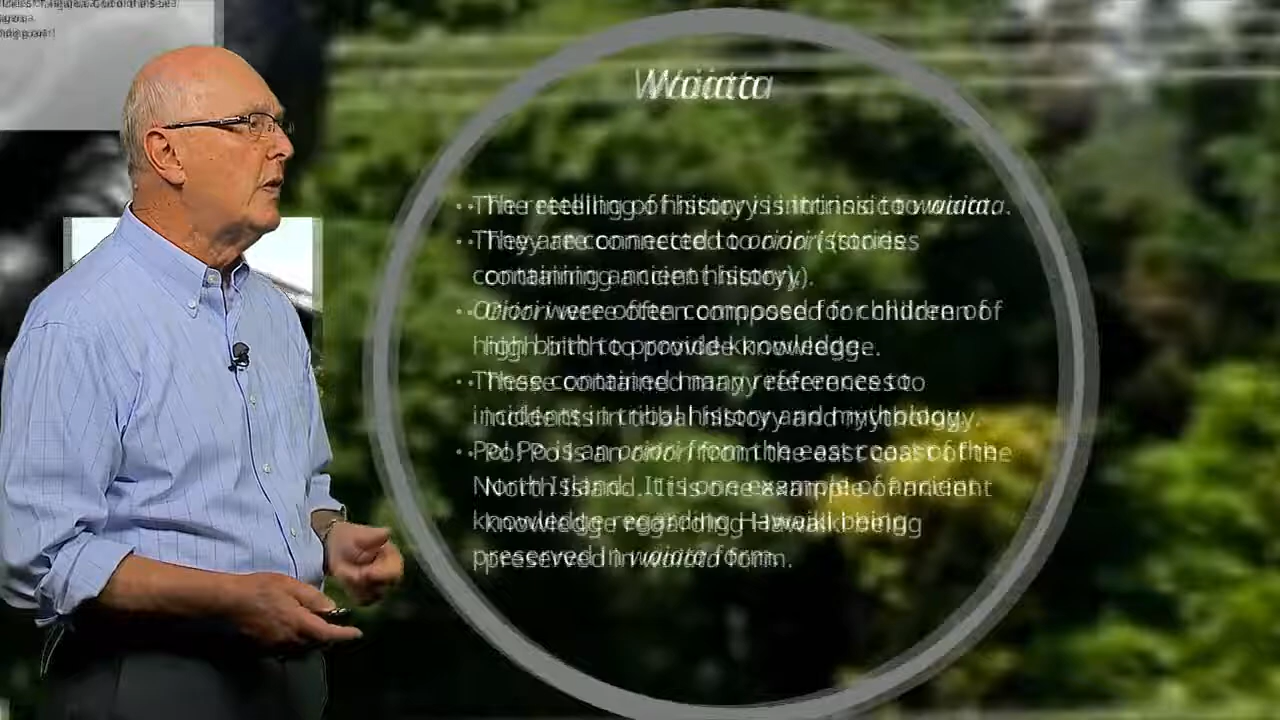 Waiata
• The retelling of history is intrinsic to waiata.
• They are connected to oriori (stories
containing ancient history).
• Oriori were often composed for children of
high birth to provide knowledge.
• These contained many references to
incidents in tribal history and mythology.
• Po! Po is an oriori from the east coast of the
North Island. It is one example of ancient
knowledge regarding Hawaiki being
preserved in waiata form.